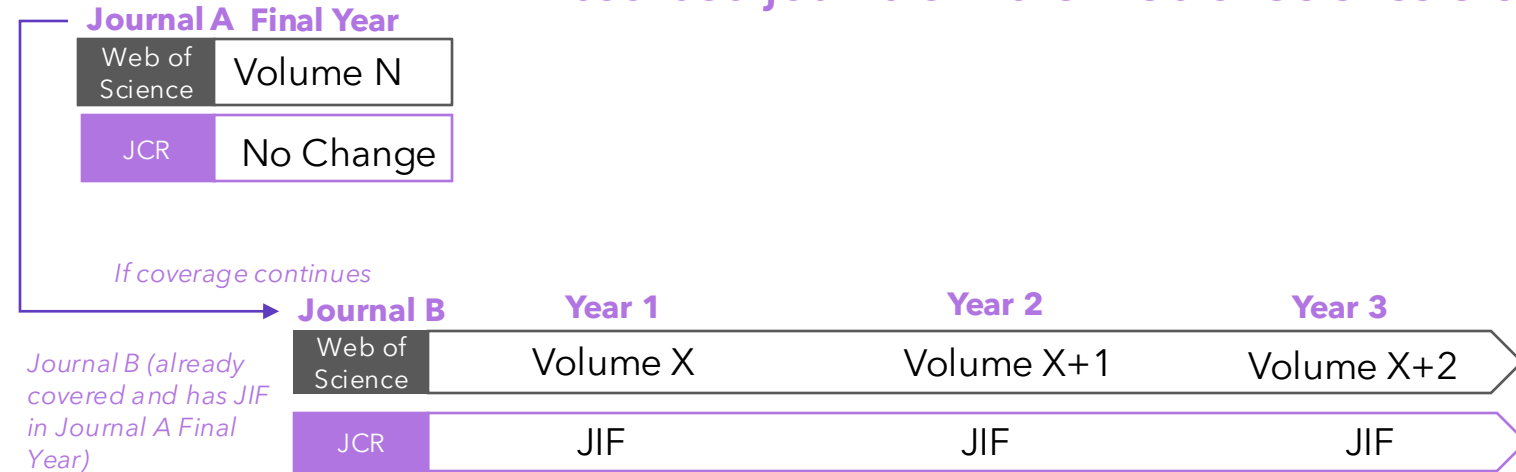 Journal A Final Year
Web of
Science
Volume N
JCR
No Change
If coverage continues
Journal B
Year 1
Year 2
Year 3
Journal B (already
covered and has JIF
in Journal A Final
Year)
Web of
Science
Volume X
Volume X+1
Volume X+2
JCR
JIF
JIF
JIF